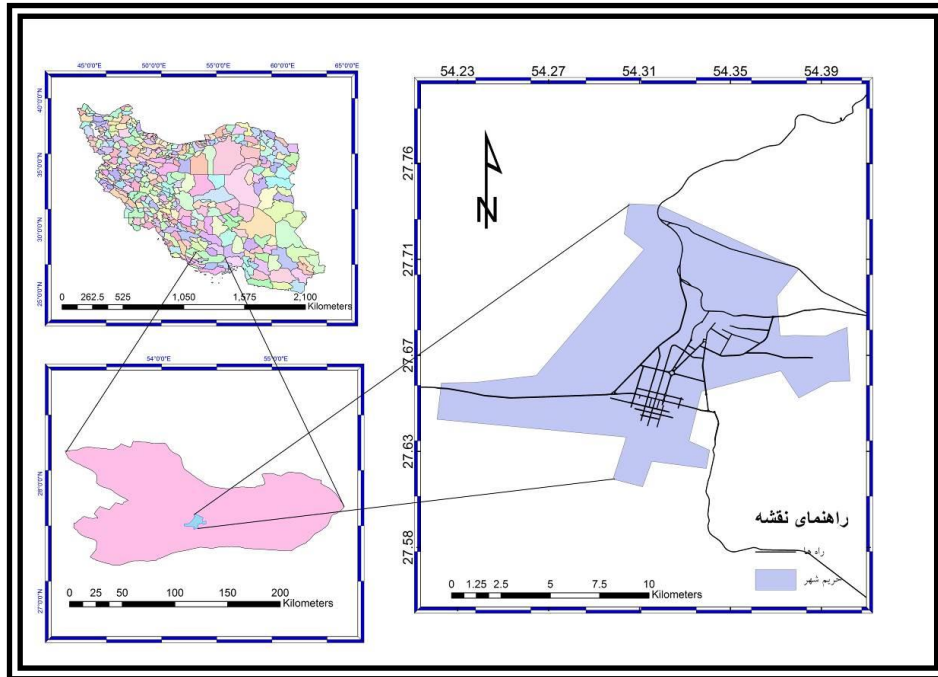 45°0'0"E 50°0'0"E 55°0'0"E 60°0'0"E 65°0'0"E
40°0'0"N
35°0'0"N
30°0'0"N
25°0'0"N
0 262.5 525 1,050 1,575 2,100
Kilometers
54°0'0"E 55°0'0"E
28°0'0"N
27°0'0"N
0 25 50 100 150 200
Kilometers
54.23 54.27 54.31 54.35 54.39
27.76
27.71
27.67
27.63
27.58
N
راهنمای نقشه
راه ها
حریم شهر
0 1.25 2.5 5 7.5 10
Kilometers